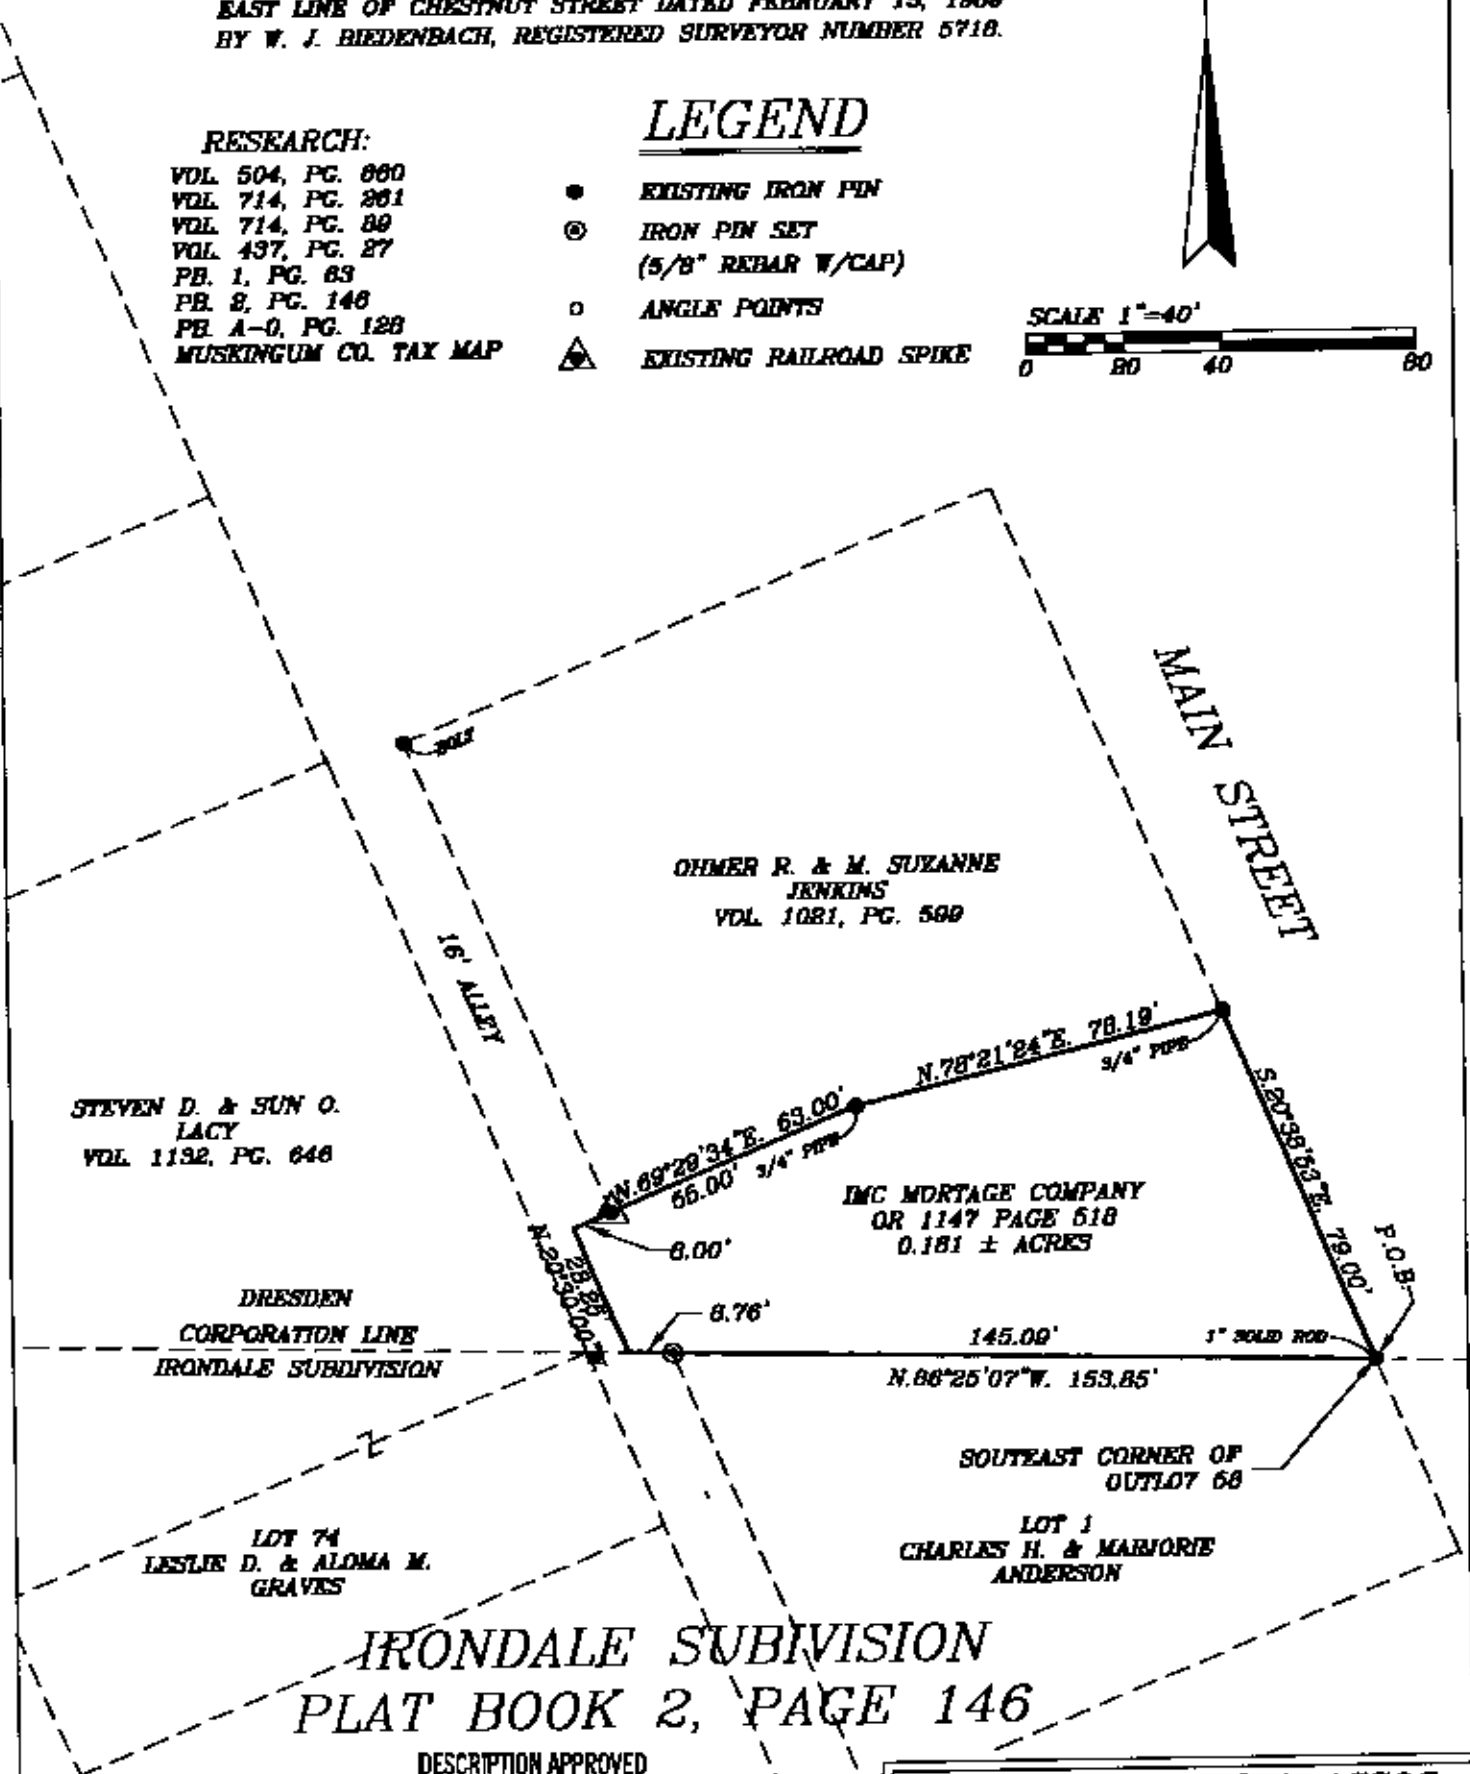 EAST LINE OF CHESTNUT STREET DATED FEBRUARY 13,
BY W. J. BIEDENBACH, REGISTERED SURVEYOR NUMBER 5718.
LEGEND
RESEARCH:
VOL. 504, PG. 660
VOL. 714, PG. 261
VOL. 714, PG. 89
VOL. 437, PG. 27
PB. 1, PG. 63
PB. 2, PG. 146
PB. A-0, PG. 128
MUSKINGUM CO. TAX MAP
EXISTING IRON PIN
IRON PIN SET
(5/8" REBAR W/CAP)
ANGLE POINTS
EXISTING RAILROAD SPIKE
SCALE 1"=40'
0 20 40 80
BOLT
MAIN STREET
OHMER R. & M. SUZANNE
JENKINS
VOL. 1021, PG. 599
16' ALLEY
N.78°21'24"E. 78.19'
3/4" PIPE
S.20°38'53"E. 79.00'
STEVEN D. & SUN O.
LACY
VOL. 1132, PG. 646
N.69°29'34"E. 63.00'
66.00'
3/4" PIPE
IMC MORTAGE COMPANY
OR 1147 PAGE 518
0.181 ± ACRES
P.O.B.
N.20°30'00"W.
28.25'
8.76'
DRESDEN
CORPORATION LINE
IRONDALE SUBDIVISION
145.09'
1" SOLID ROD
N.86°25'07"W. 153.85'
SOUTEAST CORNER OF
OUTLOT 58
Z
LOT 74
LESLIE D. & ALOMA M.
GRAVES
LOT 1
CHARLES H. & MARJORIE
ANDERSON
IRONDALE SUBIVISION
PLAT BOOK 2, PAGE 146
DESCRIPTION APPROVED